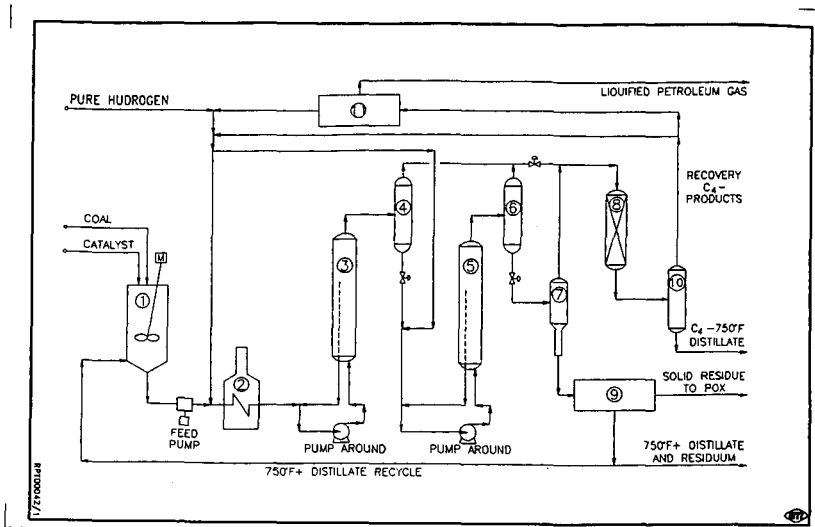 LIQUIFIED PETROLEUM GAS
PURE HUDROGEN
11
RECOVERY
C4-
PRODUCTS
4
6
8
COAL
CATALYST
M
1
3
5
7
10
C4-750°F
DISTILLATE
2
SOLID RESIDUE
TO POX
9
FEED
PUMP
PUMP AROUND
PUMP AROUND
750°F+ DISTILLATE
AND RESIDUUM
750°F+ DISTILLATE RECYCLE
RPT00042/1